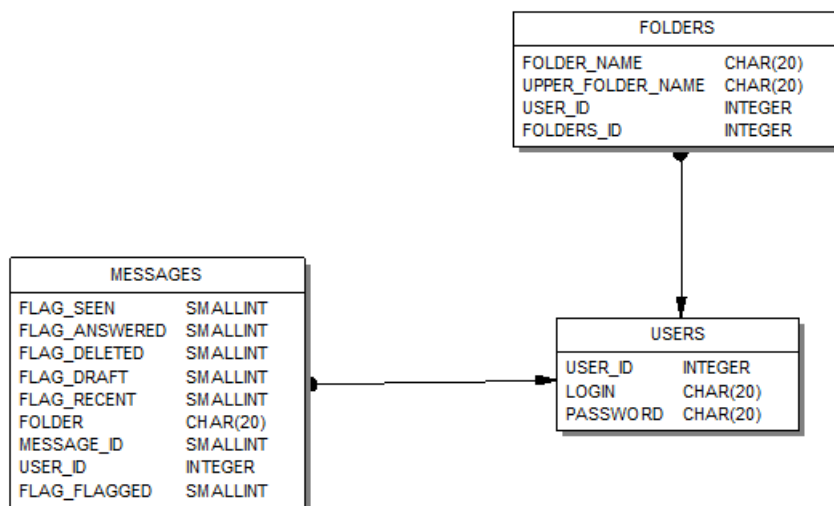 FOLDERS
FOLDER_NAME CHAR(20)
UPPER_FOLDER_NAME CHAR(20)
USER_ID INTEGER
FOLDERS_ID INTEGER
MESSAGES
FLAG_SEEN SMALLINT
FLAG_ANSWERED SMALLINT
FLAG_DELETED SMALLINT
FLAG_DRAFT SMALLINT
FLAG_RECENT SMALLINT
FOLDER CHAR(20)
MESSAGE_ID SMALLINT
USER_ID INTEGER
FLAG_FLAGGED SMALLINT
USERS
USER_ID INTEGER
LOGIN CHAR(20)
PASSWORD CHAR(20)